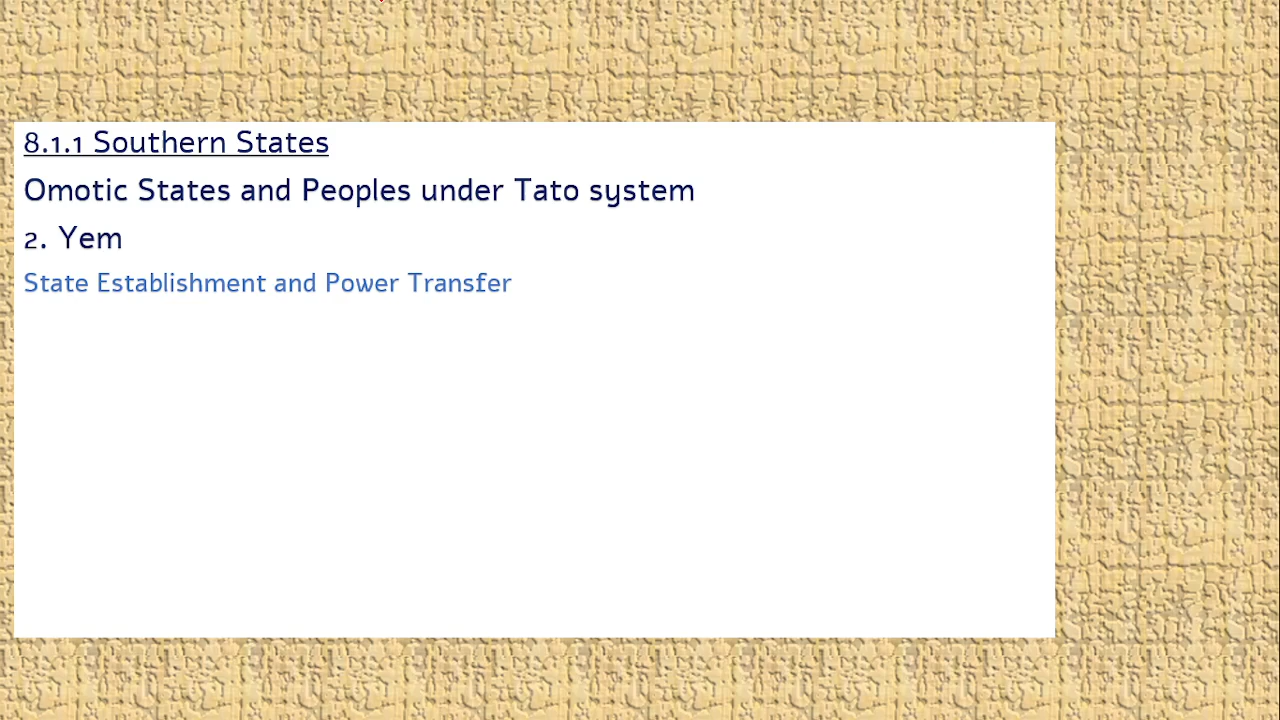 8.1.1 Southern States
Omotic States and Peoples under Tato system
2. Yem
State Establishment and Power Transfer